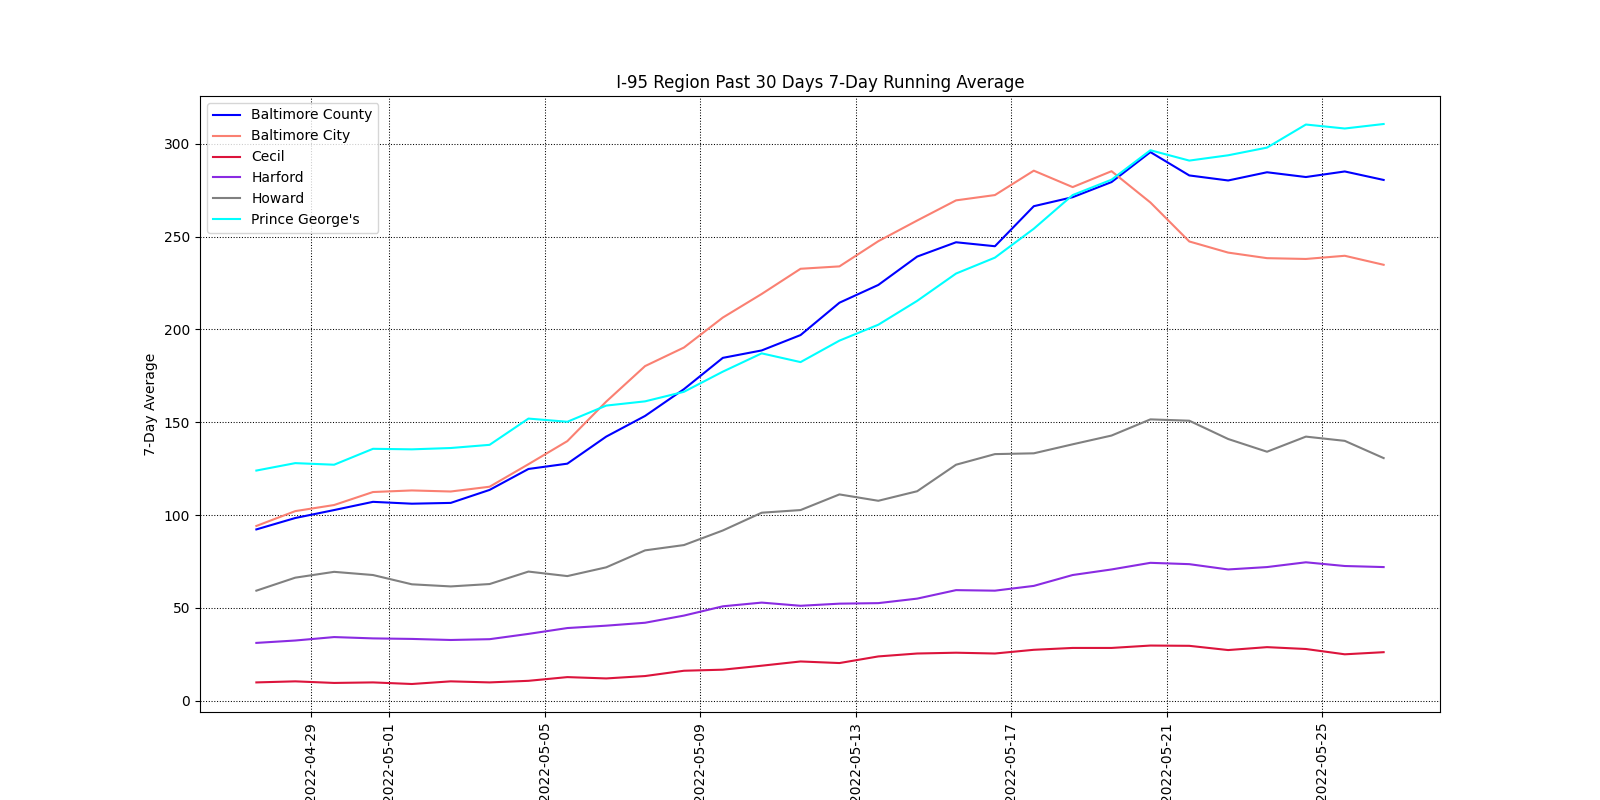 I-95 Region Past 30 Days 7-Day Running Average
Baltimore County
Baltimore City
Cecil
Harford
Howard
Prince George's
7-Day Average
300
250
200
150
100
50
0
2022-04-29
2022-05-01
2022-05-05
2022-05-09
2022-05-13
2022-05-17
2022-05-21
2022-05-25